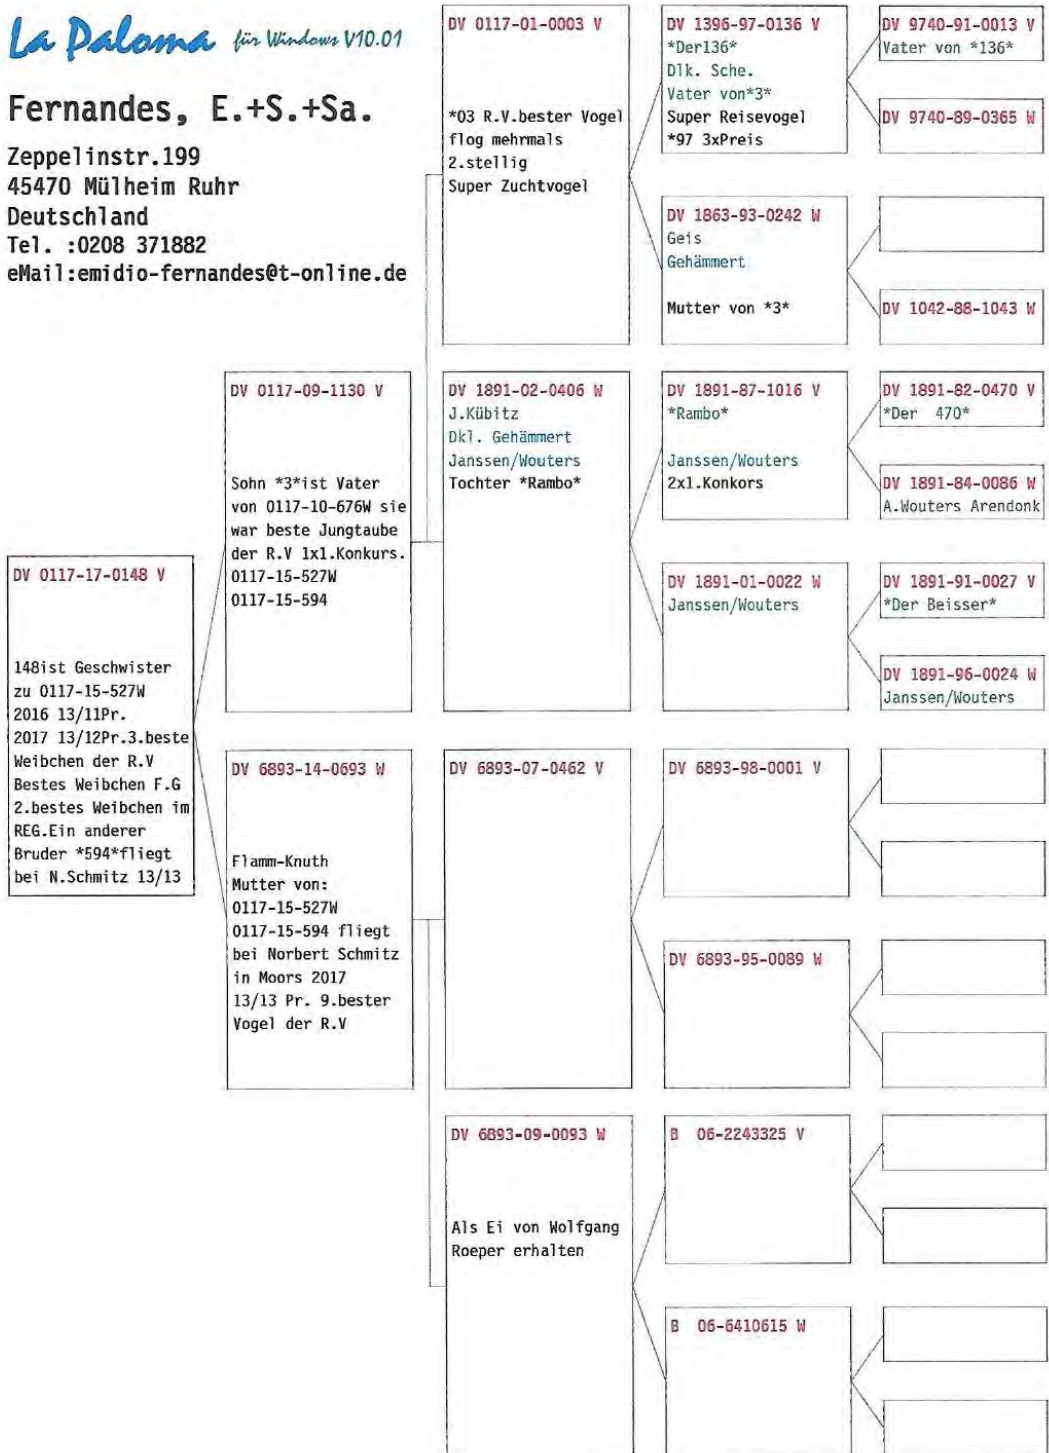 La Paloma für Windows V10.01
Fernandes, E.+S.+Sa.
Zeppelinstr.199
45470 Mülheim Ruhr
Deutschland
Tel. :0208 371882
eMail:emidio-fernandes@t-online.de
DV 0117-17-0148 V
148ist Geschwister
zu 0117-15-527W
2016 13/11Pr.
2017 13/12Pr.3.beste
Weibchen der R.V
Bestes Weibchen F.G
2.bestes Weibchen im
REG.Ein anderer
Bruder *594*fliegt
bei N.Schmitz 13/13
DV 0117-09-1130 V
Sohn *3*ist Vater
von 0117-10-676W sie
war beste Jungtaube
der R.V 1x1.Konkurs.
0117-15-527W
0117-15-594
DV 6893-14-0693 W
Flamm-Knuth
Mutter von:
0117-15-527W
0117-15-594 fliegt
bei Norbert Schmitz
in Moors 2017
13/13 Pr. 9.bester
Vogel der R.V
DV 0117-01-0003 V
*03 R.V.bester Vogel
flog mehrmals
2.stellig
Super Zuchtvogel
DV 1891-02-0406 W
J.Kübitz
Dkl. Gehämmert
Janssen/Wouters
Tochter *Rambo*
DV 6893-07-0462 V
DV 6893-09-0093 W
Als Ei von Wolfgang
Roeper erhalten
DV 1396-97-0136 V
*Der136*
Dlk. Sche.
Vater von*3*
Super Reisevogel
*97 3xPreis
DV 1863-93-0242 W
Geis
Gehämmert
Mutter von *3*
DV 1891-87-1016 V
*Rambo*
Janssen/Wouters
2x1.Konkors
DV 1891-01-0022 W
Janssen/Wouters
DV 6893-98-0001 V
DV 6893-95-0089 W
B 06-2243325 V
B 06-6410615 W
DV 9740-91-0013 V
Vater von *136*
DV 9740-89-0365 W
DV 1042-88-1043 W
DV 1891-82-0470 V
*Der 470*
DV 1891-84-0086 W
A.Wouters Arendonk
DV 1891-91-0027 V
*Der Beisser*
DV 1891-96-0024 W
Janssen/Wouters